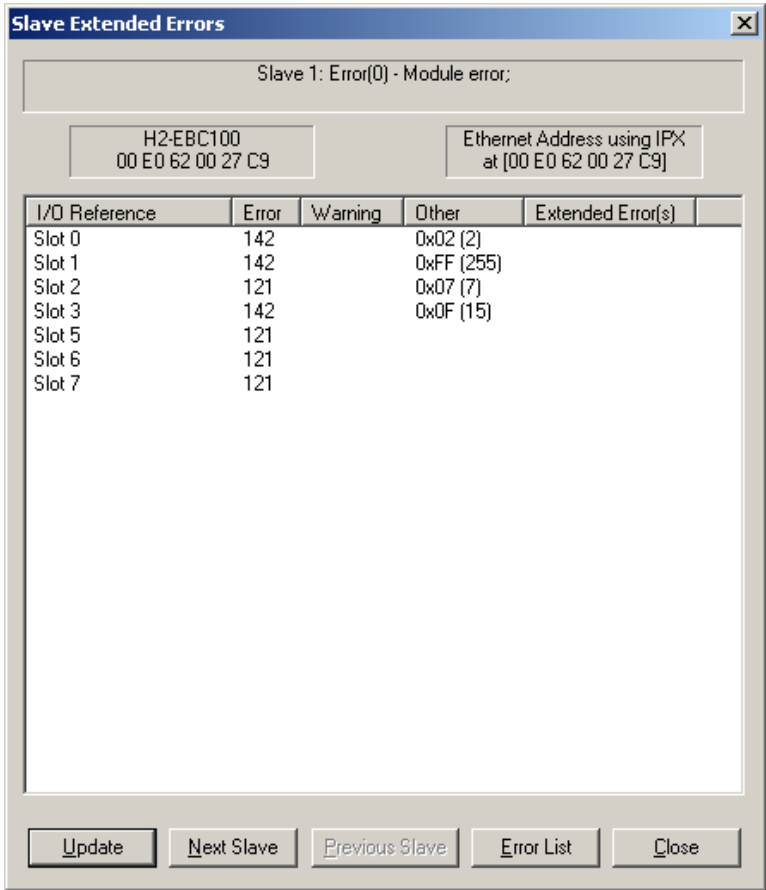 Slave Extended Errors
Slave 1: Error(0) - Module error;
H2-EBC100
00 E0 62 00 27 C9
Ethernet Address using IPX
at [00 E0 62 00 27 C9]
I/O Reference Error Warning Other Extended Error(s)
Slot 0 142 0x02 (2)
Slot 1 142 0xFF (255)
Slot 2 121 0x07 (7)
Slot 3 142 0x0F (15)
Slot 5 121
Slot 6 121
Slot 7 121
Update Next Slave Previous Slave Error List Close